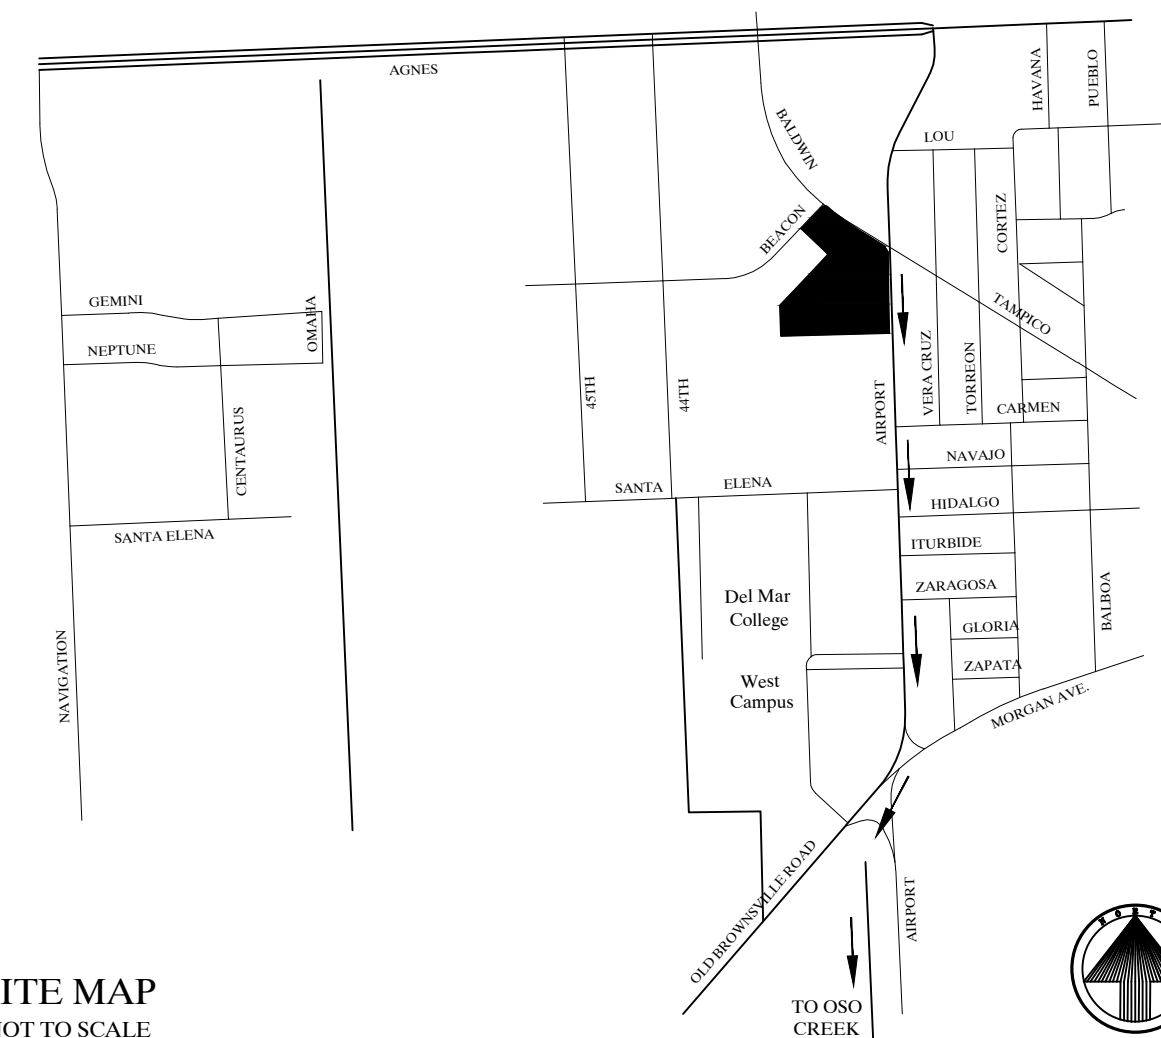 AGNES
HAVANA
PUEBLO
BALDWIN
LOU
CORTEZ
BEACON
GEMINI
OMAHA
TAMPICO
NEPTUNE
VERA CRUZ
TORREON
45TH
44TH
AIRPORT
CARMEN
CENTAURUS
NAVAJO
SANTA ELENA
HIDALGO
SANTA ELENA
ITURBIDE
ZARAGOSA
BALBOA
Del Mar
College
GLORIA
NAVIGATION
ZAPATA
West
Campus
MORGAN AVE.
OLD BROWNSVILLE ROAD
AIRPORT
NORT
ITE MAP
NOT TO SCALE
TO OSO
CREEK